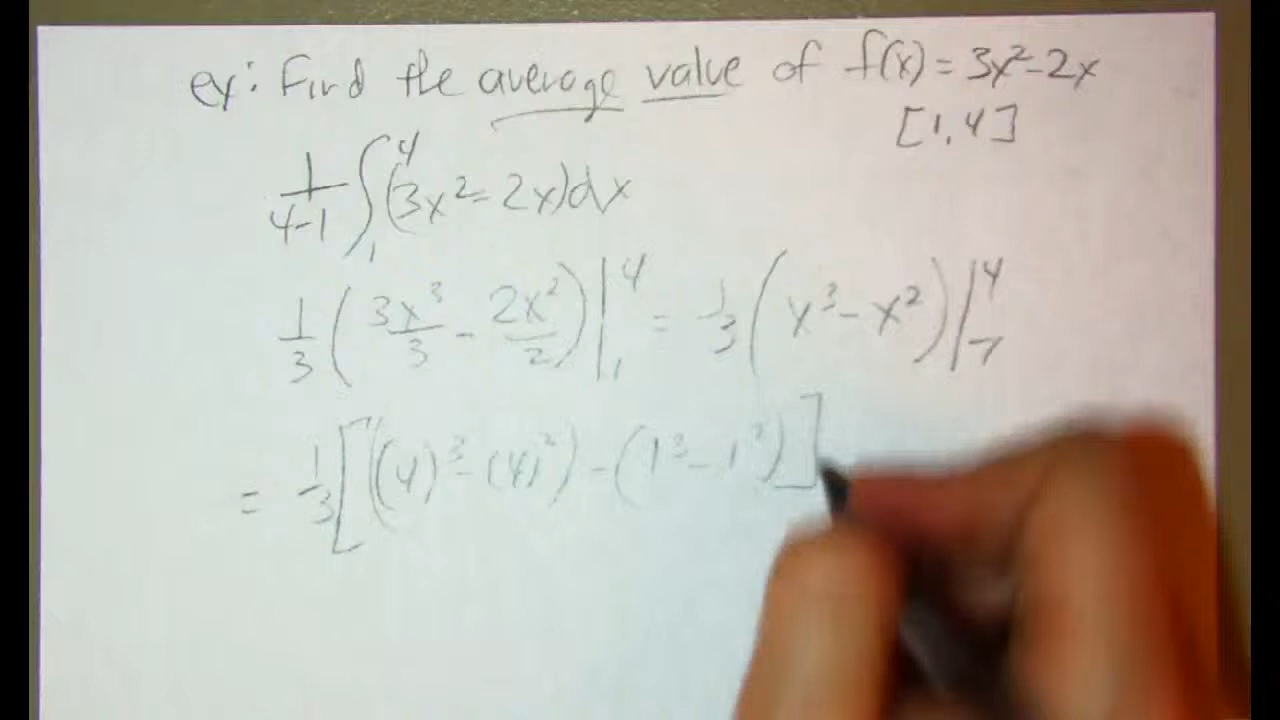 ex: Find the average value of f(x) = 3x² - 2x
[1, 4]
1/(4-1) ∫₁⁴ (3x² - 2x)dx
1/3 (3x³/3 - 2x²/2)|₁⁴ = 1/3 (x³ - x²)|₁⁴
= 1/3 [((4)³ - (4)²) - (1³ - 1²)]